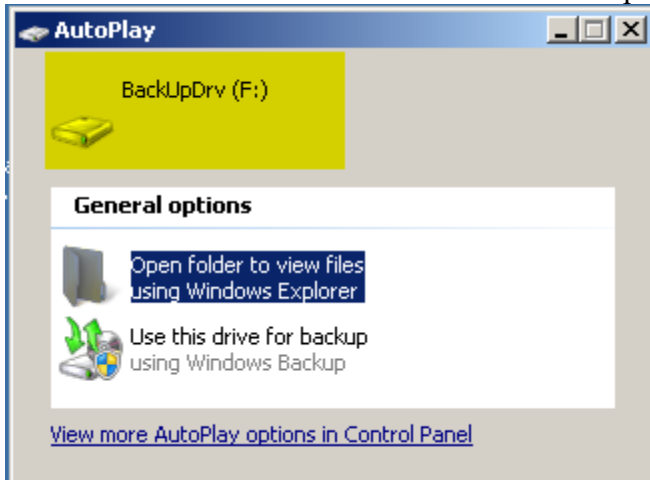 AutoPlay
BackUpDrv (F:)
General options
Open folder to view files
using Windows Explorer
Use this drive for backup
using Windows Backup
View more AutoPlay options in Control Panel